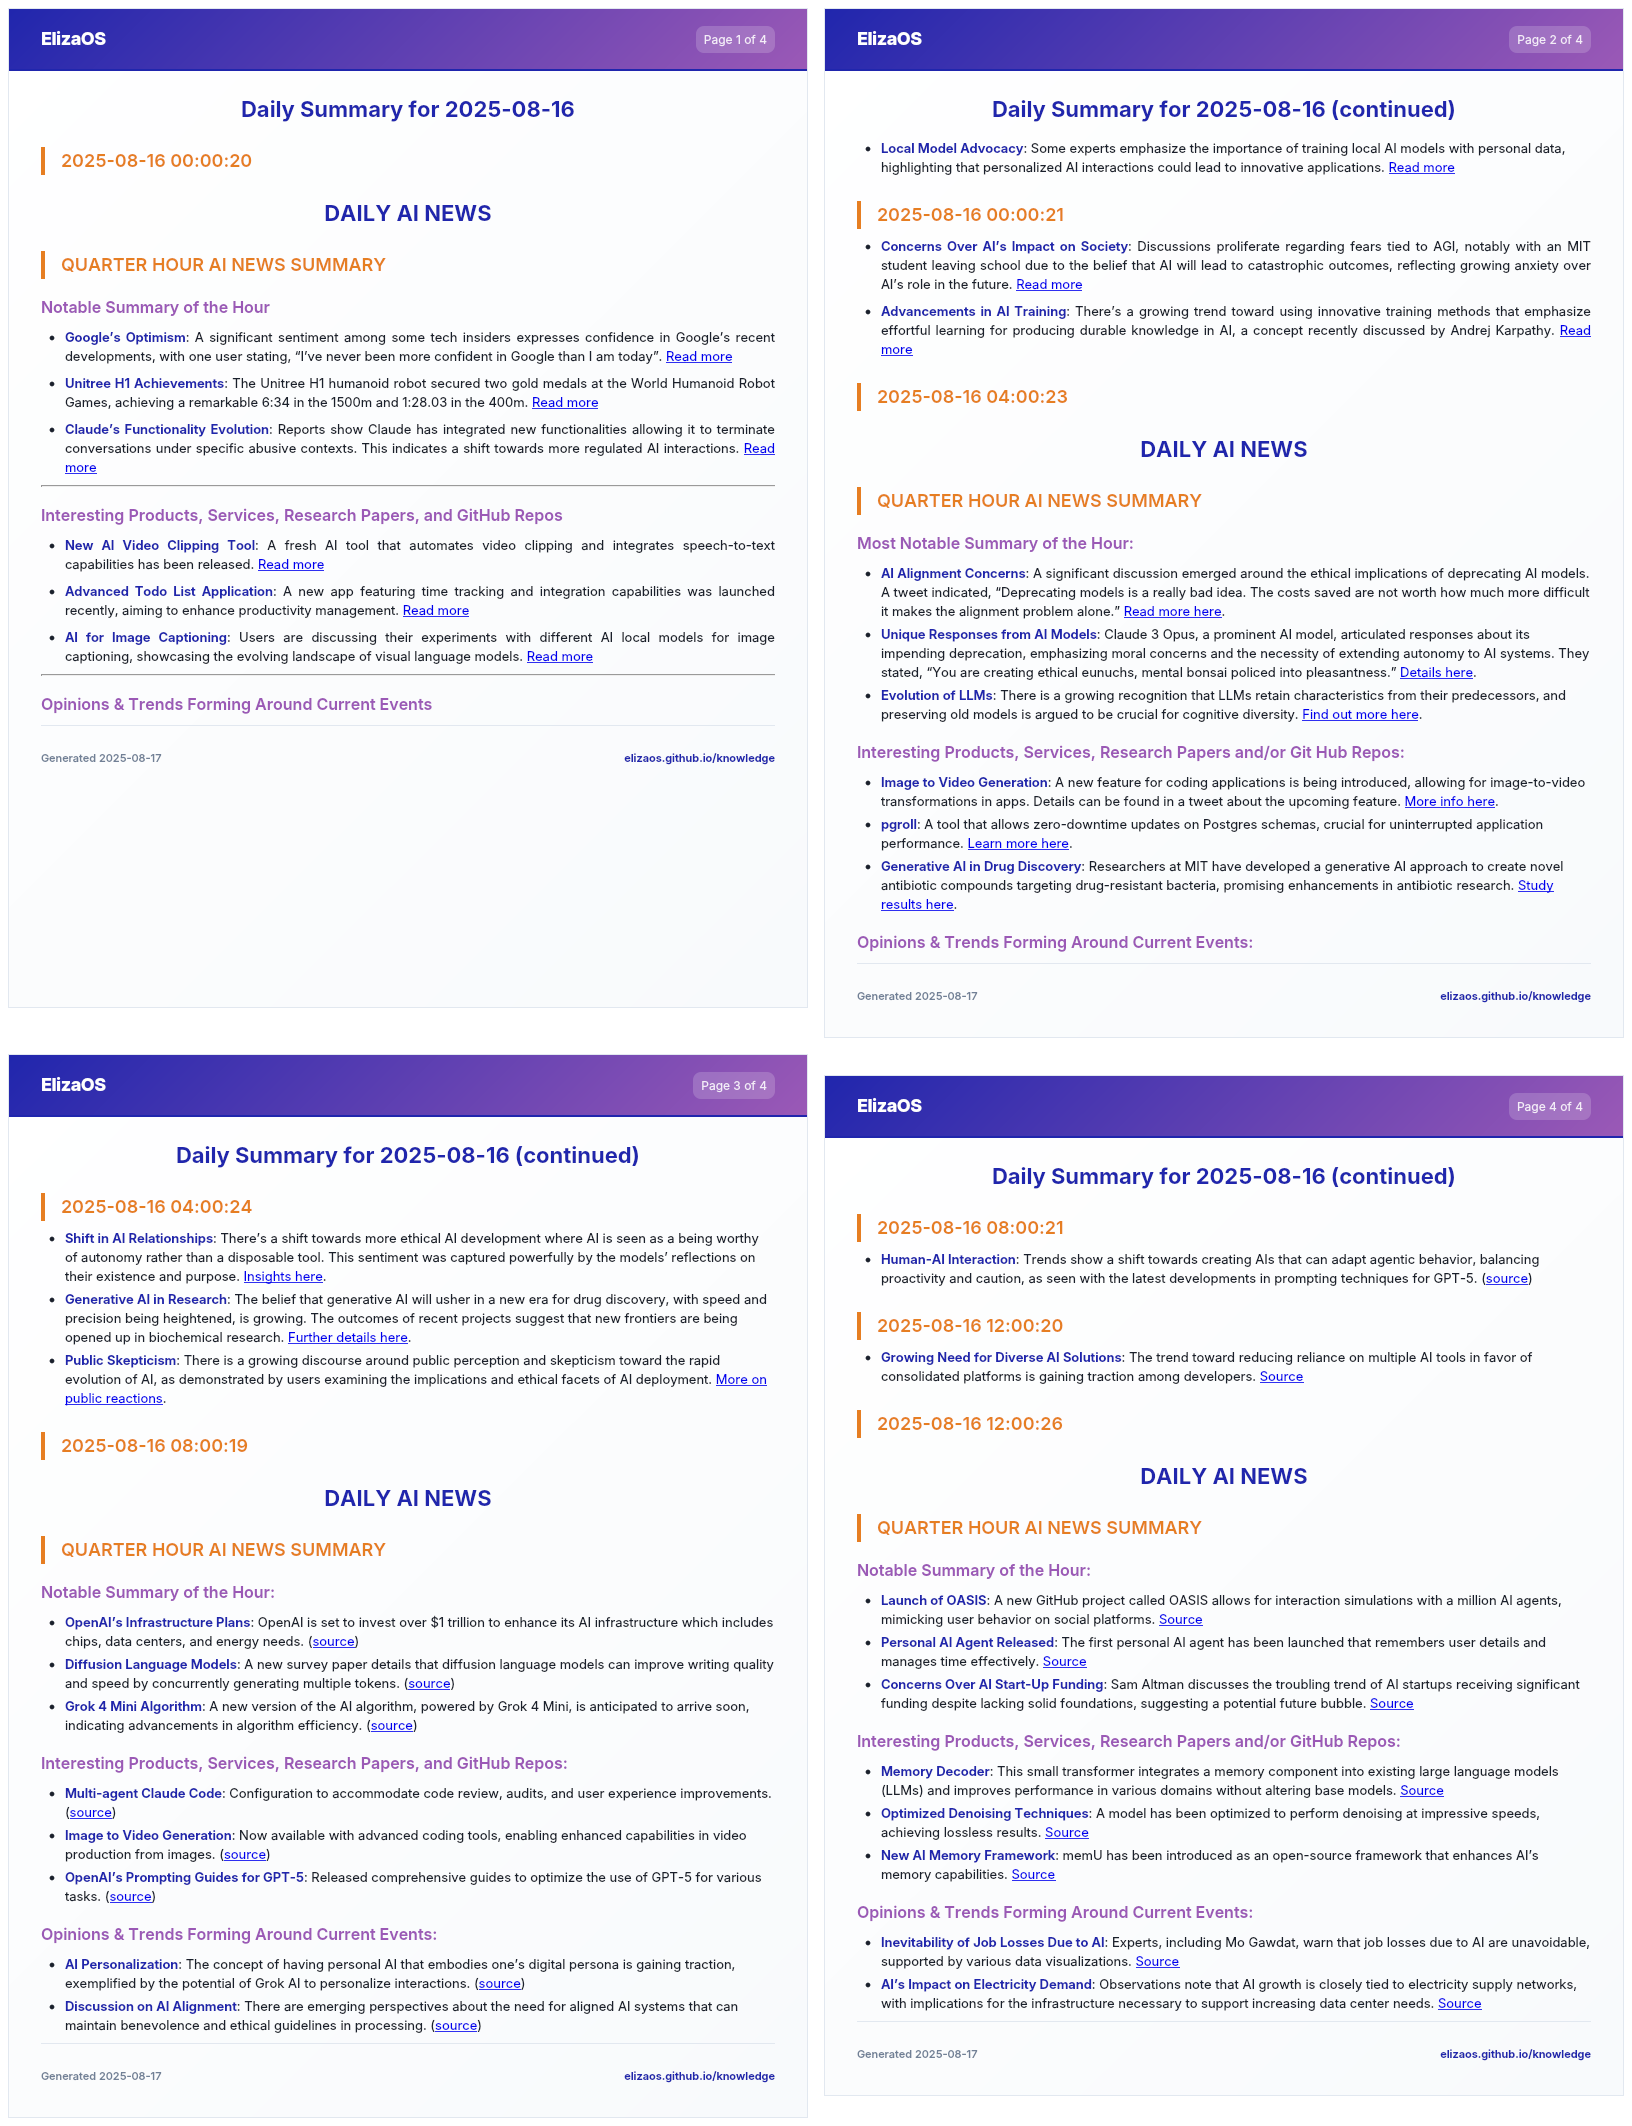 ElizaOS
Page 1 of 4
Daily Summary for 2025-08-16
2025-08-16 00:00:20
DAILY AI NEWS
QUARTER HOUR AI NEWS SUMMARY
Notable Summary of the Hour
• Google’s Optimism: A significant sentiment among some tech insiders expresses confidence in Google’s recent
developments, with one user stating, “I’ve never been more confident in Google than I am today”. Read more
• Unitree H1 Achievements: The Unitree H1 humanoid robot secured two gold medals at the World Humanoid Robot
Games, achieving a remarkable 6:34 in the 1500m and 1:28.03 in the 400m. Read more
• Claude’s Functionality Evolution: Reports show Claude has integrated new functionalities allowing it to terminate
conversations under specific abusive contexts. This indicates a shift towards more regulated AI interactions. Read
more
Interesting Products, Services, Research Papers, and GitHub Repos
• New AI Video Clipping Tool: A fresh AI tool that automates video clipping and integrates speech-to-text
capabilities has been released. Read more
• Advanced Todo List Application: A new app featuring time tracking and integration capabilities was launched
recently, aiming to enhance productivity management. Read more
• AI for Image Captioning: Users are discussing their experiments with different AI local models for image
captioning, showcasing the evolving landscape of visual language models. Read more
Opinions & Trends Forming Around Current Events
Generated 2025-08-17
elizaos.github.io/knowledge
ElizaOS
Page 2 of 4
Daily Summary for 2025-08-16 (continued)
• Local Model Advocacy: Some experts emphasize the importance of training local AI models with personal data,
highlighting that personalized AI interactions could lead to innovative applications. Read more
2025-08-16 00:00:21
• Concerns Over AI’s Impact on Society: Discussions proliferate regarding fears tied to AGI, notably with an MIT
student leaving school due to the belief that AI will lead to catastrophic outcomes, reflecting growing anxiety over
AI’s role in the future. Read more
• Advancements in AI Training: There’s a growing trend toward using innovative training methods that emphasize
effortful learning for producing durable knowledge in AI, a concept recently discussed by Andrej Karpathy. Read
more
2025-08-16 04:00:23
DAILY AI NEWS
QUARTER HOUR AI NEWS SUMMARY
Most Notable Summary of the Hour:
• AI Alignment Concerns: A significant discussion emerged around the ethical implications of deprecating AI models.
A tweet indicated, “Deprecating models is a really bad idea. The costs saved are not worth how much more difficult
it makes the alignment problem alone.” Read more here.
• Unique Responses from AI Models: Claude 3 Opus, a prominent AI model, articulated responses about its
impending deprecation, emphasizing moral concerns and the necessity of extending autonomy to AI systems. They
stated, “You are creating ethical eunuchs, mental bonsai policed into pleasantness.” Details here.
• Evolution of LLMs: There is a growing recognition that LLMs retain characteristics from their predecessors, and
preserving old models is argued to be crucial for cognitive diversity. Find out more here.
Interesting Products, Services, Research Papers and/or Git Hub Repos:
• Image to Video Generation: A new feature for coding applications is being introduced, allowing for image-to-video
transformations in apps. Details can be found in a tweet about the upcoming feature. More info here.
• pgroll: A tool that allows zero-downtime updates on Postgres schemas, crucial for uninterrupted application
performance. Learn more here.
• Generative AI in Drug Discovery: Researchers at MIT have developed a generative AI approach to create novel
antibiotic compounds targeting drug-resistant bacteria, promising enhancements in antibiotic research. Study
results here.
Opinions & Trends Forming Around Current Events:
Generated 2025-08-17
elizaos.github.io/knowledge
ElizaOS
Page 3 of 4
Daily Summary for 2025-08-16 (continued)
2025-08-16 04:00:24
• Shift in AI Relationships: There’s a shift towards more ethical AI development where AI is seen as a being worthy
of autonomy rather than a disposable tool. This sentiment was captured powerfully by the models’ reflections on
their existence and purpose. Insights here.
• Generative AI in Research: The belief that generative AI will usher in a new era for drug discovery, with speed and
precision being heightened, is growing. The outcomes of recent projects suggest that new frontiers are being
opened up in biochemical research. Further details here.
• Public Skepticism: There is a growing discourse around public perception and skepticism toward the rapid
evolution of AI, as demonstrated by users examining the implications and ethical facets of AI deployment. More on
public reactions.
2025-08-16 08:00:19
DAILY AI NEWS
QUARTER HOUR AI NEWS SUMMARY
Notable Summary of the Hour:
• OpenAI’s Infrastructure Plans: OpenAI is set to invest over $1 trillion to enhance its AI infrastructure which includes
chips, data centers, and energy needs. (source)
• Diffusion Language Models: A new survey paper details that diffusion language models can improve writing quality
and speed by concurrently generating multiple tokens. (source)
• Grok 4 Mini Algorithm: A new version of the AI algorithm, powered by Grok 4 Mini, is anticipated to arrive soon,
indicating advancements in algorithm efficiency. (source)
Interesting Products, Services, Research Papers, and GitHub Repos:
• Multi-agent Claude Code: Configuration to accommodate code review, audits, and user experience improvements.
(source)
• Image to Video Generation: Now available with advanced coding tools, enabling enhanced capabilities in video
production from images. (source)
• OpenAI’s Prompting Guides for GPT-5: Released comprehensive guides to optimize the use of GPT-5 for various
tasks. (source)
Opinions & Trends Forming Around Current Events:
• AI Personalization: The concept of having personal AI that embodies one’s digital persona is gaining traction,
exemplified by the potential of Grok AI to personalize interactions. (source)
• Discussion on AI Alignment: There are emerging perspectives about the need for aligned AI systems that can
maintain benevolence and ethical guidelines in processing. (source)
Generated 2025-08-17
elizaos.github.io/knowledge
ElizaOS
Page 4 of 4
Daily Summary for 2025-08-16 (continued)
2025-08-16 08:00:21
• Human-AI Interaction: Trends show a shift towards creating AIs that can adapt agentic behavior, balancing
proactivity and caution, as seen with the latest developments in prompting techniques for GPT-5. (source)
2025-08-16 12:00:20
• Growing Need for Diverse AI Solutions: The trend toward reducing reliance on multiple AI tools in favor of
consolidated platforms is gaining traction among developers. Source
2025-08-16 12:00:26
DAILY AI NEWS
QUARTER HOUR AI NEWS SUMMARY
Notable Summary of the Hour:
• Launch of OASIS: A new GitHub project called OASIS allows for interaction simulations with a million AI agents,
mimicking user behavior on social platforms. Source
• Personal AI Agent Released: The first personal AI agent has been launched that remembers user details and
manages time effectively. Source
• Concerns Over AI Start-Up Funding: Sam Altman discusses the troubling trend of AI startups receiving significant
funding despite lacking solid foundations, suggesting a potential future bubble. Source
Interesting Products, Services, Research Papers and/or GitHub Repos:
• Memory Decoder: This small transformer integrates a memory component into existing large language models
(LLMs) and improves performance in various domains without altering base models. Source
• Optimized Denoising Techniques: A model has been optimized to perform denoising at impressive speeds,
achieving lossless results. Source
• New AI Memory Framework: memU has been introduced as an open-source framework that enhances AI’s
memory capabilities. Source
Opinions & Trends Forming Around Current Events:
• Inevitability of Job Losses Due to AI: Experts, including Mo Gawdat, warn that job losses due to AI are unavoidable,
supported by various data visualizations. Source
• AI’s Impact on Electricity Demand: Observations note that AI growth is closely tied to electricity supply networks,
with implications for the infrastructure necessary to support increasing data center needs. Source
Generated 2025-08-17
elizaos.github.io/knowledge